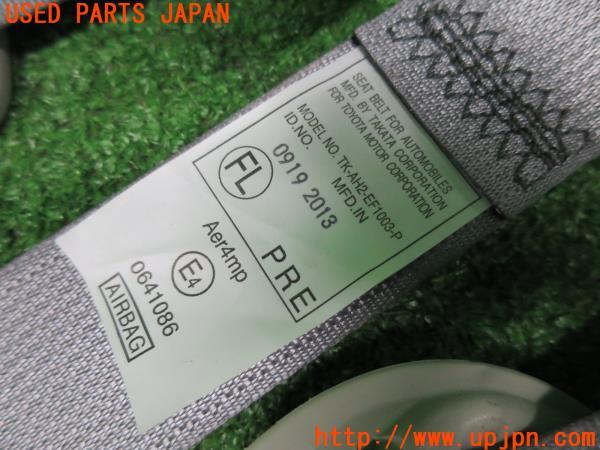 USED PARTS JAPAN
SEAT BELT FOR AUTOMOBILES
MFD. BY TAKATA CORPORATION
FOR TOYOTA MOTOR CORPORATION
MODEL NO. TK-AH2-EF1003-P
ID.NO. MFD.IN
0919 2013
FL
PRE
Aer4mp
E4
0641086
AIRBAG
http://www.upjpn.com